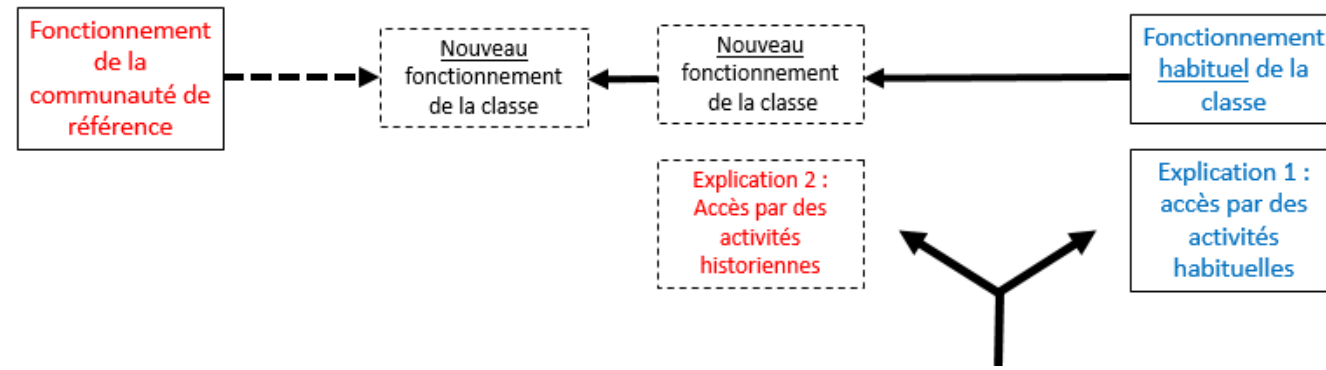 Fonctionnement
de la
communauté de
référence
Nouveau
fonctionnement
de la classe
Nouveau
fonctionnement
de la classe
Fonctionnement
habituel de la
classe
Explication 2 :
Accès par des
activités
historiennes
Explication 1 :
accès par des
activités
habituelles